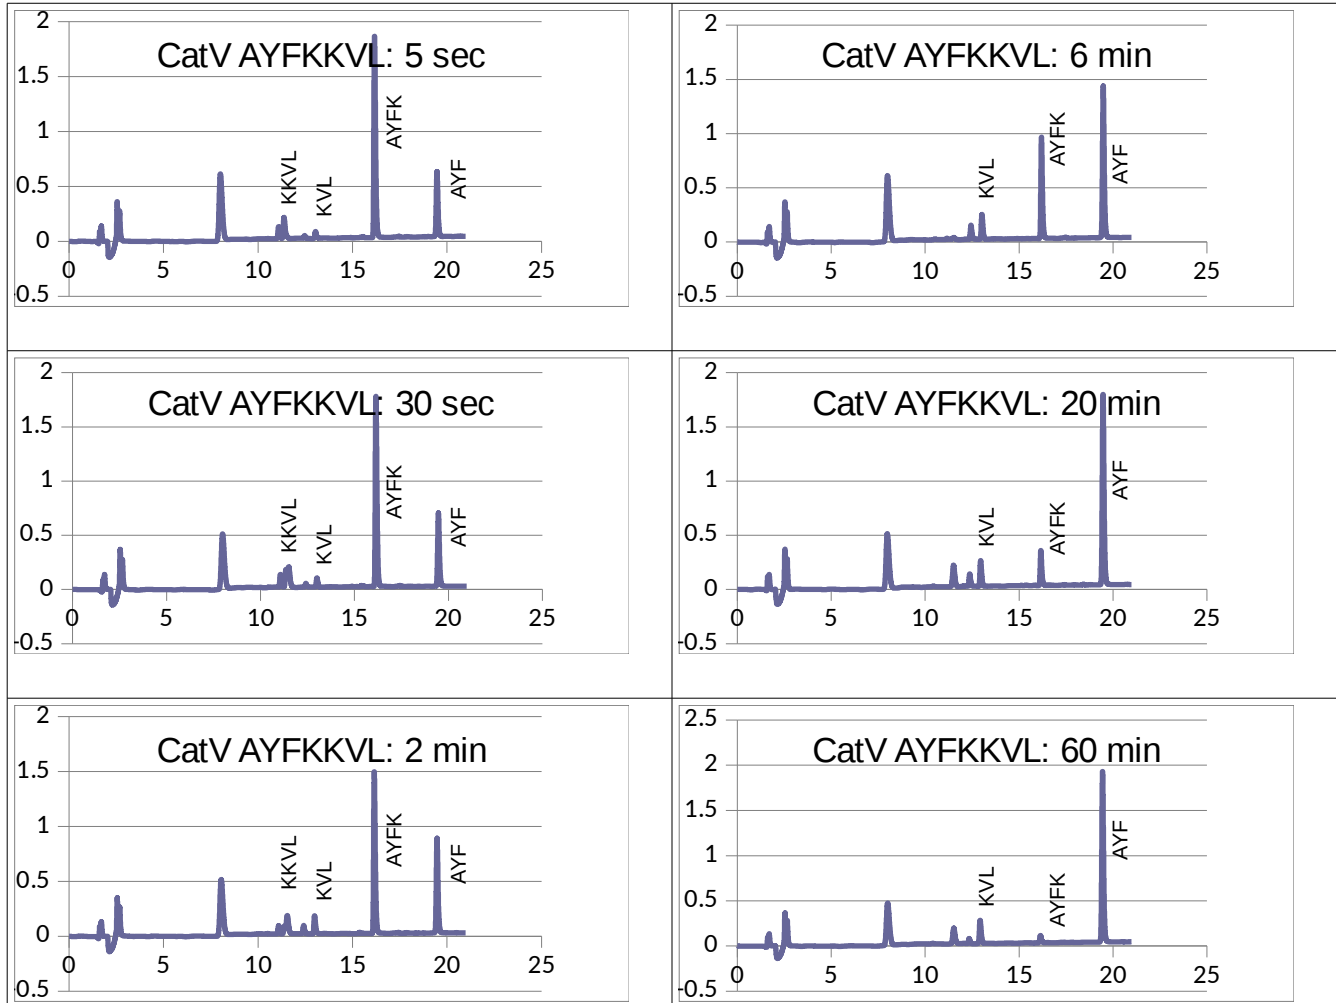 CatV AYFKKVL: 5 sec
2
1.5
1
0.5
0
-0.5
0 5 10 15 20 25
KKVL
KVL
AYFK
AYF
CatV AYFKKVL: 6 min
2
1.5
1
0.5
0
-0.5
0 5 10 15 20 25
KVL
AYFK
AYF
CatV AYFKKVL: 30 sec
2
1.5
1
0.5
0
-0.5
0 5 10 15 20 25
KKVL
KVL
AYFK
AYF
CatV AYFKKVL: 20 min
2
1.5
1
0.5
0
-0.5
0 5 10 15 20 25
KVL
AYFK
AYF
CatV AYFKKVL: 2 min
2
1.5
1
0.5
0
-0.5
0 5 10 15 20 25
KKVL
KVL
AYFK
AYF
CatV AYFKKVL: 60 min
2.5
2
1.5
1
0.5
0
-0.5
0 5 10 15 20 25
KVL
AYFK
AYF